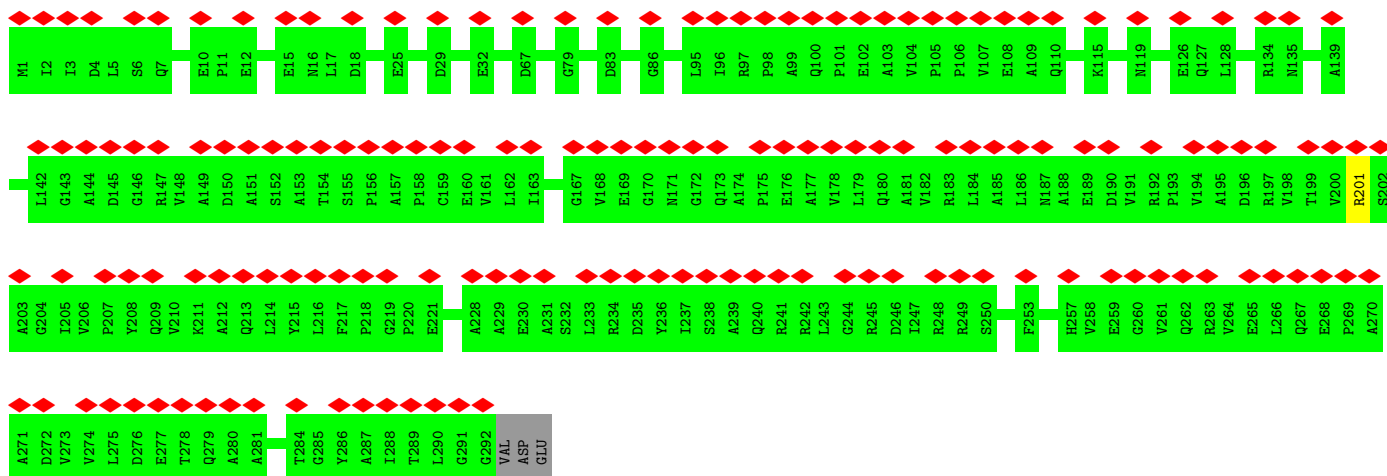 M1 I2 I3 D4 L5 S6 Q7 E10 P11 E12 E15 N16 L17 D18 E25 D29 E32 D67 G79 D83 G86 L95 I96 R97 P98 A99 Q100 P101 E102 A103 V104 P105 P106 V107 E108 A109 Q110 K115 N119 E126 Q127 L128 R134 N135 A139
L142 G143 A144 D145 G146 R147 V148 A149 D150 A151 S152 A153 T154 S155 P156 A157 P158 C159 E160 V161 L162 I163 G167 V168 E169 G170 N171 G172 Q173 A174 P175 E176 A177 V178 L179 Q180 A181 V182 R183 L184 A185 L186 N187 A188 E189 D190 V191 R192 P193 V194 A195 D196 R197 V198 T199 V200 R201 S202
A203 G204 I205 V206 P207 Y208 Q209 V210 K211 A212 Q213 L214 Y215 L216 F217 P218 G219 P220 E221 A228 A229 E230 A231 S232 L233 R234 D235 Y236 I237 S238 A239 Q240 R241 R242 L243 G244 R245 D246 I247 R248 R249 S250 F253 H257 V258 E259 G260 V261 Q262 R263 V264 E265 L266 Q267 E268 P269 A270
A271 D272 V273 V274 L275 D276 E277 T278 Q279 A280 A281 T284 G285 Y286 A287 I288 T289 L290 G291 G292 VAL ASP GLU